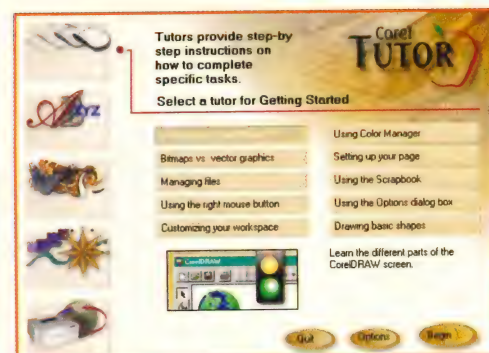 Corel
TUTOR
Tutors provide step-by
step instructions on
how to complete
specific tasks.
Select a tutor for Getting Started
Bitmaps vs. vector graphics
Managing files
Using the right mouse button
Customizing your workspace
Using Color Manager
Setting up your page
Using the Scrapbook
Using the Options dialog box
Drawing basic shapes
XYZ
CorelDRAW
Learn the different parts of the
CorelDRAW screen.
Quit
Options
Begin